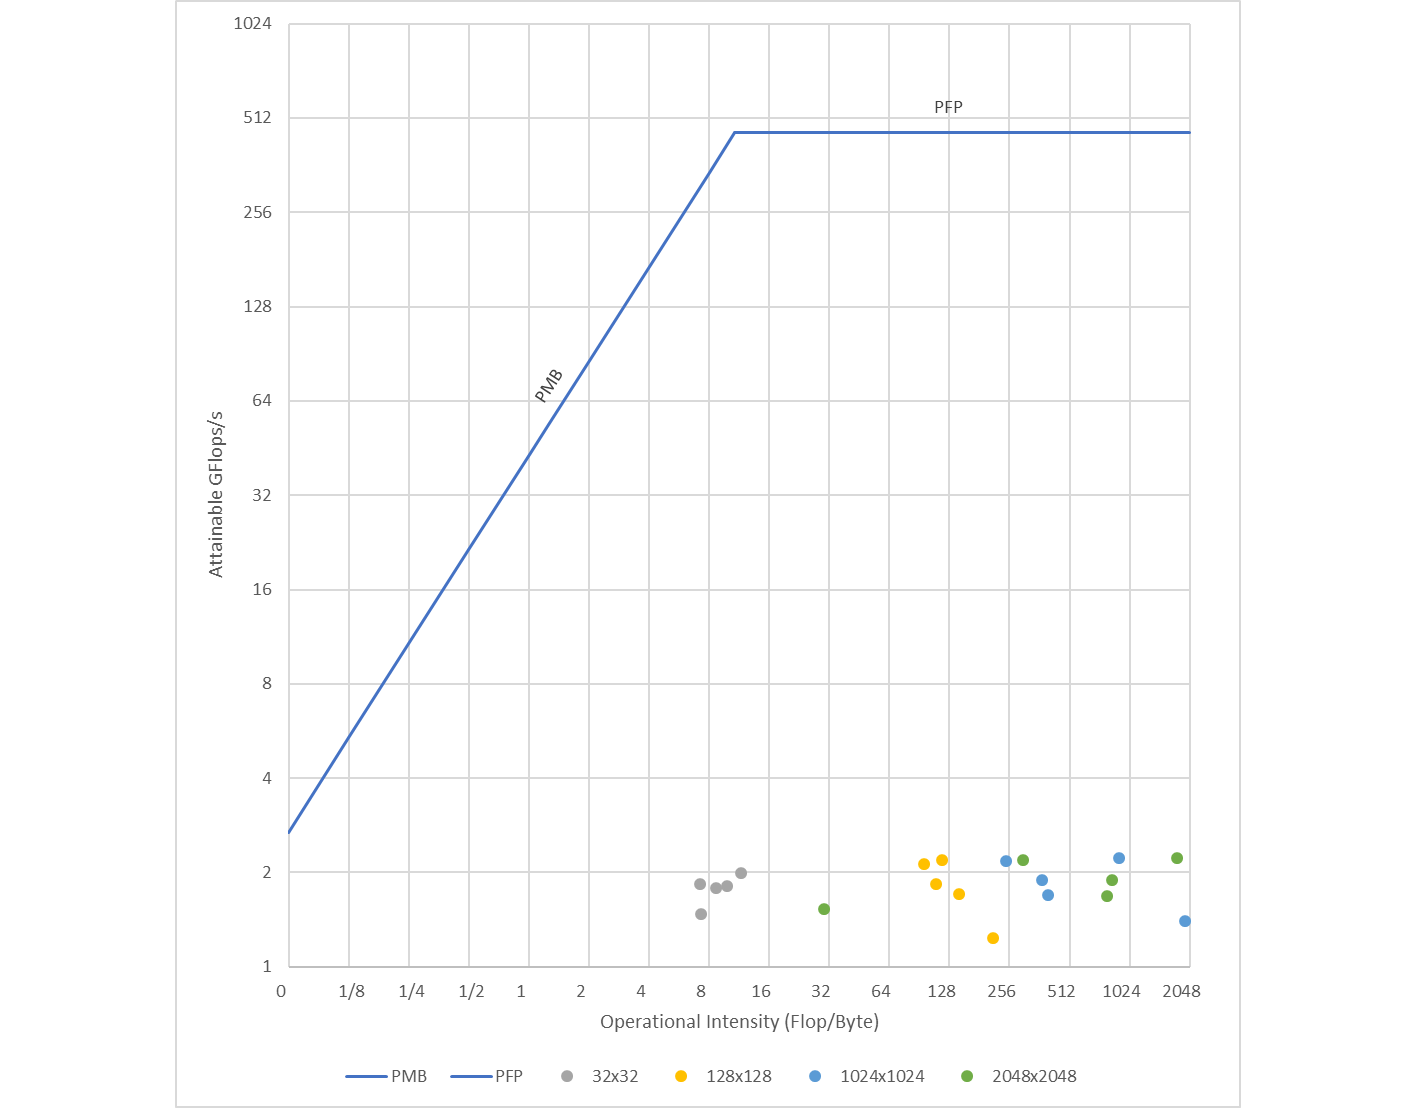 1024
512
PFP
256
128
PMB
64
32
16
8
4
2
1
Attainable GFlops/s
0 1/8 1/4 1/2 1 2 4 8 16 32 64 128 256 512 1024 2048
Operational Intensity (Flop/Byte)
PMB PFP 32x32 128x128 1024x1024 2048x2048